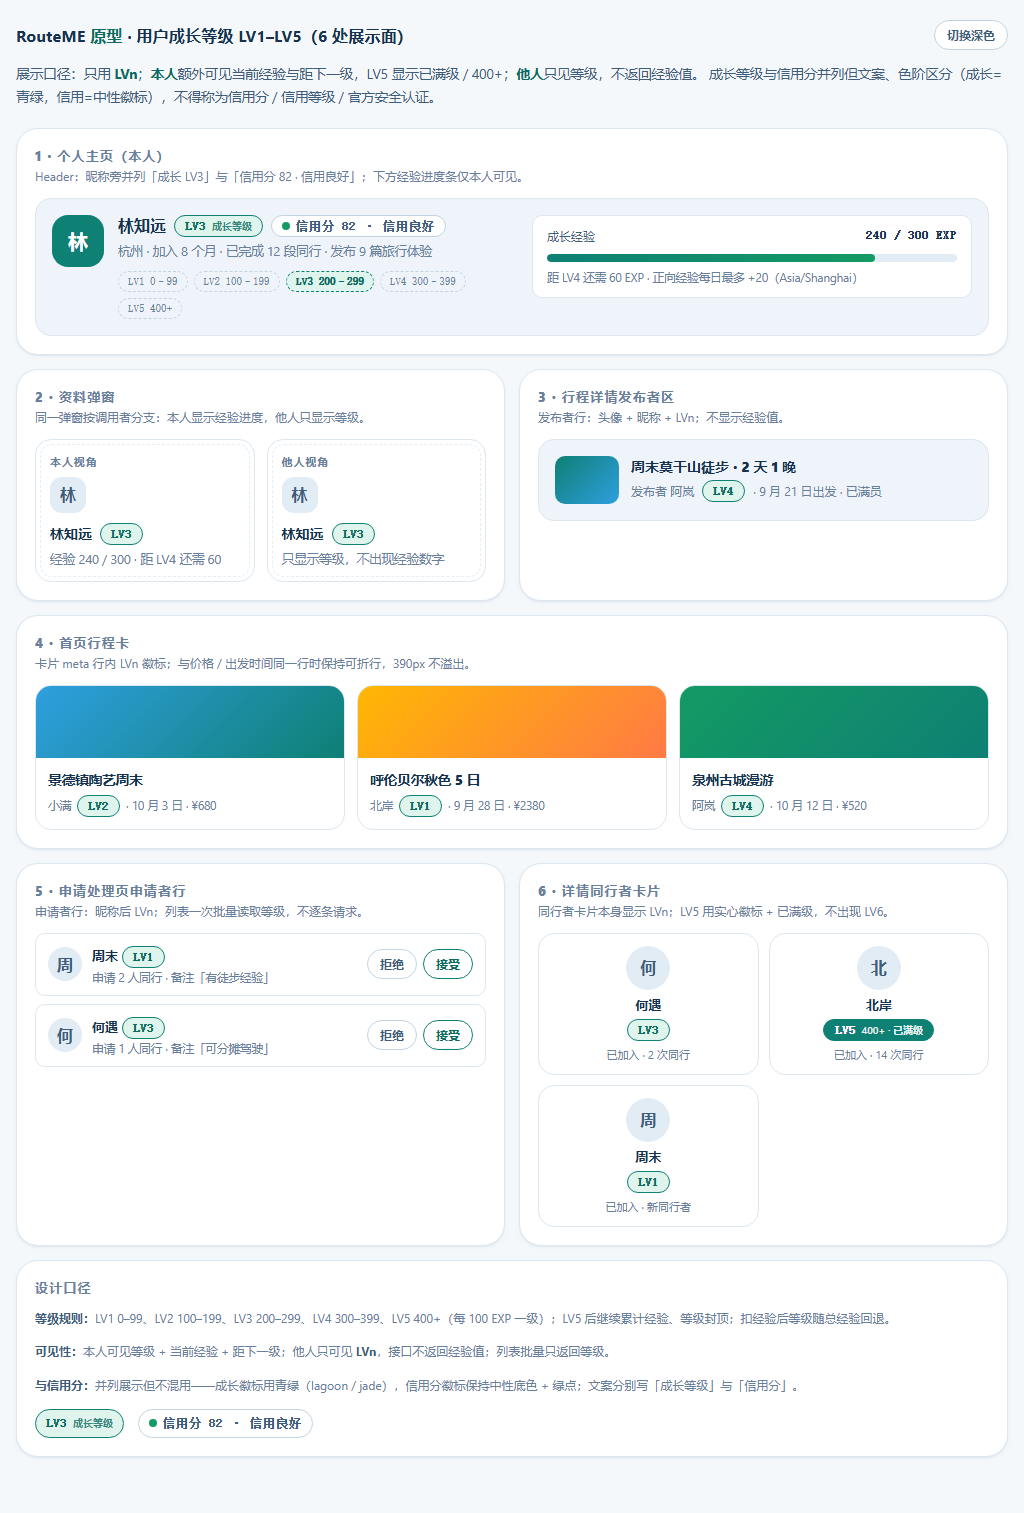 RouteME 原型 · 用户成长等级 LV1–LV5（6 处展示面）
切换深色
展示口径：只用 LVn；本人额外可见当前经验与距下一级，LV5 显示已满级 / 400+；他人只见等级，不返回经验值。 成长等级与信用分并列但文案、色阶区分（成长=
青绿，信用=中性徽标），不得称为信用分 / 信用等级 / 官方安全认证。
1 · 个人主页（本人）
Header：昵称旁并列「成长 LV3」与「信用分 82 · 信用良好」；下方经验进度条仅本人可见。
林
林知远 LV3 成长等级 信用分 82 · 信用良好
杭州 · 加入 8 个月 · 已完成 12 段同行 · 发布 9 篇旅行体验
LV1 0–99 LV2 100–199 LV3 200–299 LV4 300–399
LV5 400+
成长经验 240 / 300 EXP
距 LV4 还需 60 EXP · 正向经验每日最多 +20（Asia/Shanghai）
2 · 资料弹窗
同一弹窗按调用者分支：本人显示经验进度，他人只显示等级。
本人视角
林
林知远 LV3
经验 240 / 300 · 距 LV4 还需 60
他人视角
林
林知远 LV3
只显示等级，不出现经验数字
3 · 行程详情发布者区
发布者行：头像 + 昵称 + LVn；不显示经验值。
周末莫干山徒步 · 2 天 1 晚
发布者 阿岚 LV4 · 9 月 21 日出发 · 已满员
4 · 首页行程卡
卡片 meta 行内 LVn 徽标；与价格 / 出发时间同一行时保持可折行，390px 不溢出。
景德镇陶艺周末
小满 LV2 · 10 月 3 日 · ¥680
呼伦贝尔秋色 5 日
北岸 LV1 · 9 月 28 日 · ¥2380
泉州古城漫游
阿岚 LV4 · 10 月 12 日 · ¥520
5 · 申请处理页申请者行
申请者行：昵称后 LVn；列表一次批量读取等级，不逐条请求。
周
周末 LV1
申请 2 人同行 · 备注「有徒步经验」
拒绝 接受
何
何遇 LV3
申请 1 人同行 · 备注「可分摊驾驶」
拒绝 接受
6 · 详情同行者卡片
同行者卡片本身显示 LVn；LV5 用实心徽标 + 已满级，不出现 LV6。
何
何遇
LV3
已加入 · 2 次同行
北
北岸
LV5 400+ · 已满级
已加入 · 14 次同行
周
周末
LV1
已加入 · 新同行者
设计口径
等级规则：LV1 0–99、LV2 100–199、LV3 200–299、LV4 300–399、LV5 400+（每 100 EXP 一级）；LV5 后继续累计经验、等级封顶；扣经验后等级随总经验回退。
可见性：本人可见等级 + 当前经验 + 距下一级；他人只可见 LVn，接口不返回经验值；列表批量只返回等级。
与信用分：并列展示但不混用——成长徽标用青绿（lagoon / jade），信用分徽标保持中性底色 + 绿点；文案分别写「成长等级」与「信用分」。
LV3 成长等级 信用分 82 · 信用良好